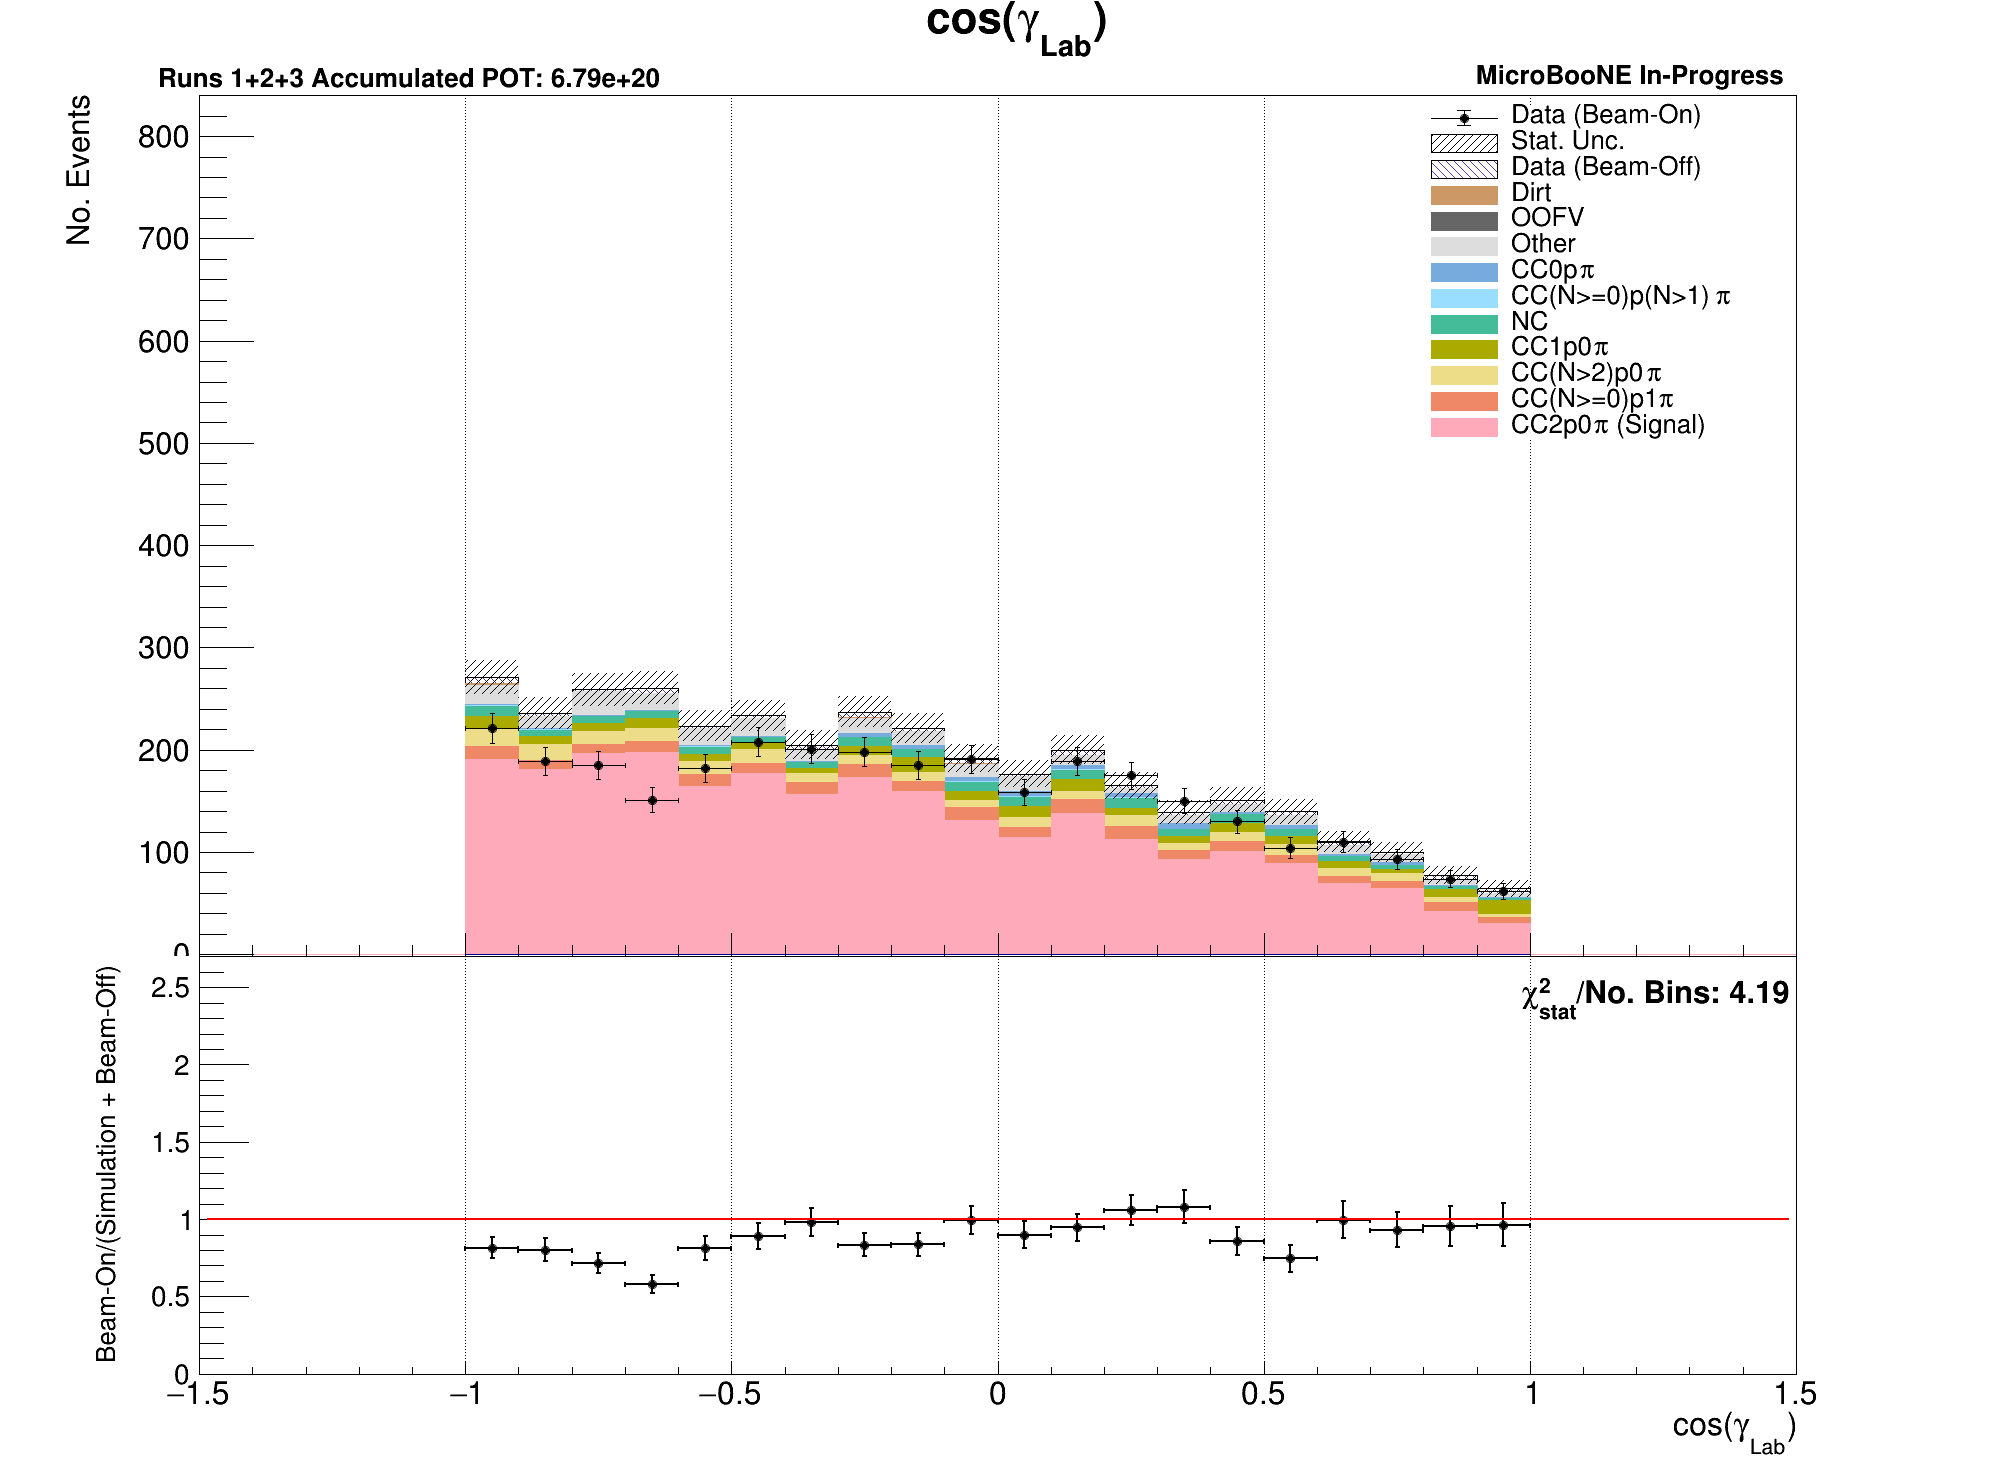 cos(γ_Lab)
Runs 1+2+3 Accumulated POT: 6.79e+20
MicroBooNE In-Progress
No. Events
800
700
600
500
400
300
200
100
0
Data (Beam-On)
Stat. Unc.
Data (Beam-Off)
Dirt
OOFV
Other
CC0pπ
CC(N>=0)p(N>1) π
NC
CC1p0π
CC(N>2)p0π
CC(N>=0)p1π
CC2p0π (Signal)
Beam-On/(Simulation + Beam-Off)
2.5
2
1.5
1
0.5
0
χ²_stat/No. Bins: 4.19
−1.5 −1 −0.5 0 0.5 1 1.5
cos(γ_Lab)